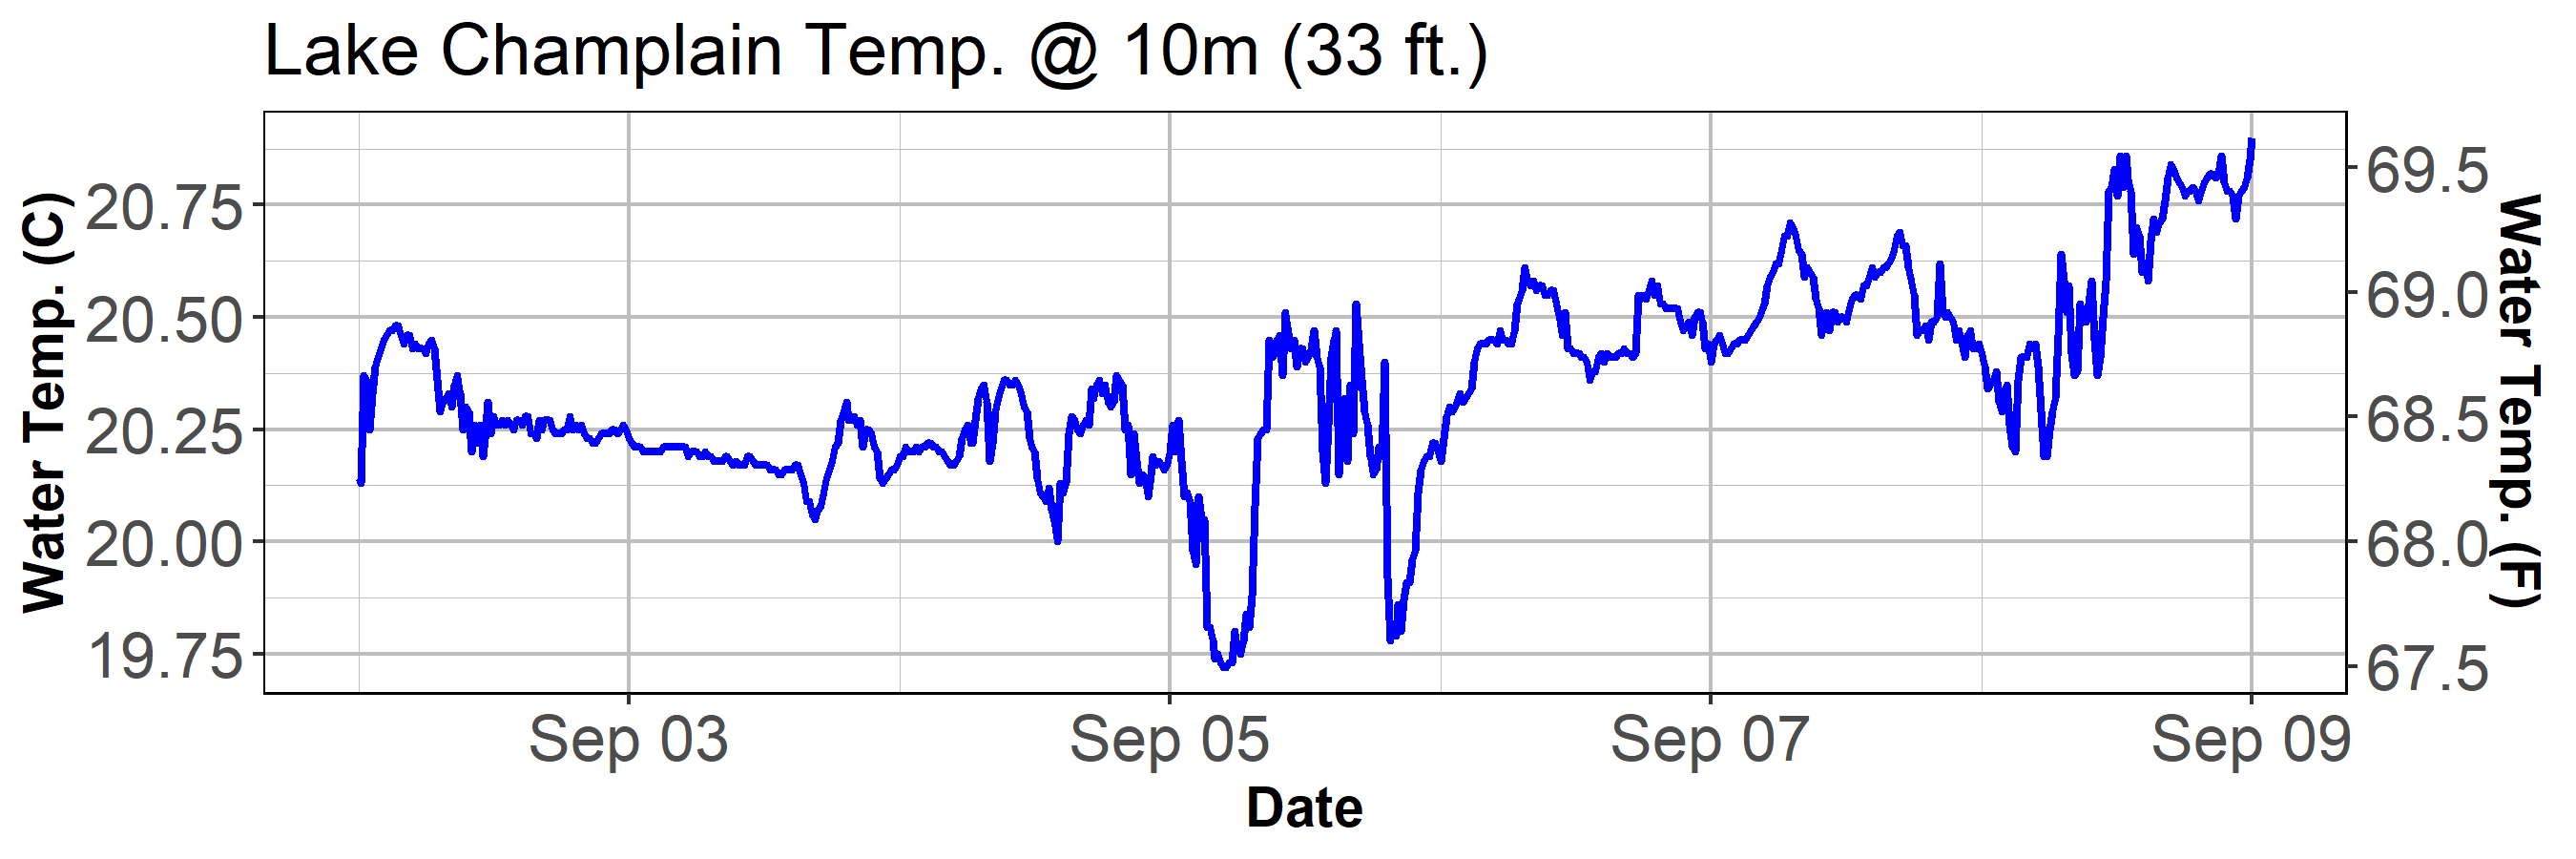 Lake Champlain Temp. @ 10m (33 ft.)
Water Temp. (C)
20.75
20.50
20.25
20.00
19.75
69.5
69.0
68.5
68.0
67.5
Water Temp. (F)
Sep 03 Sep 05 Sep 07 Sep 09
Date